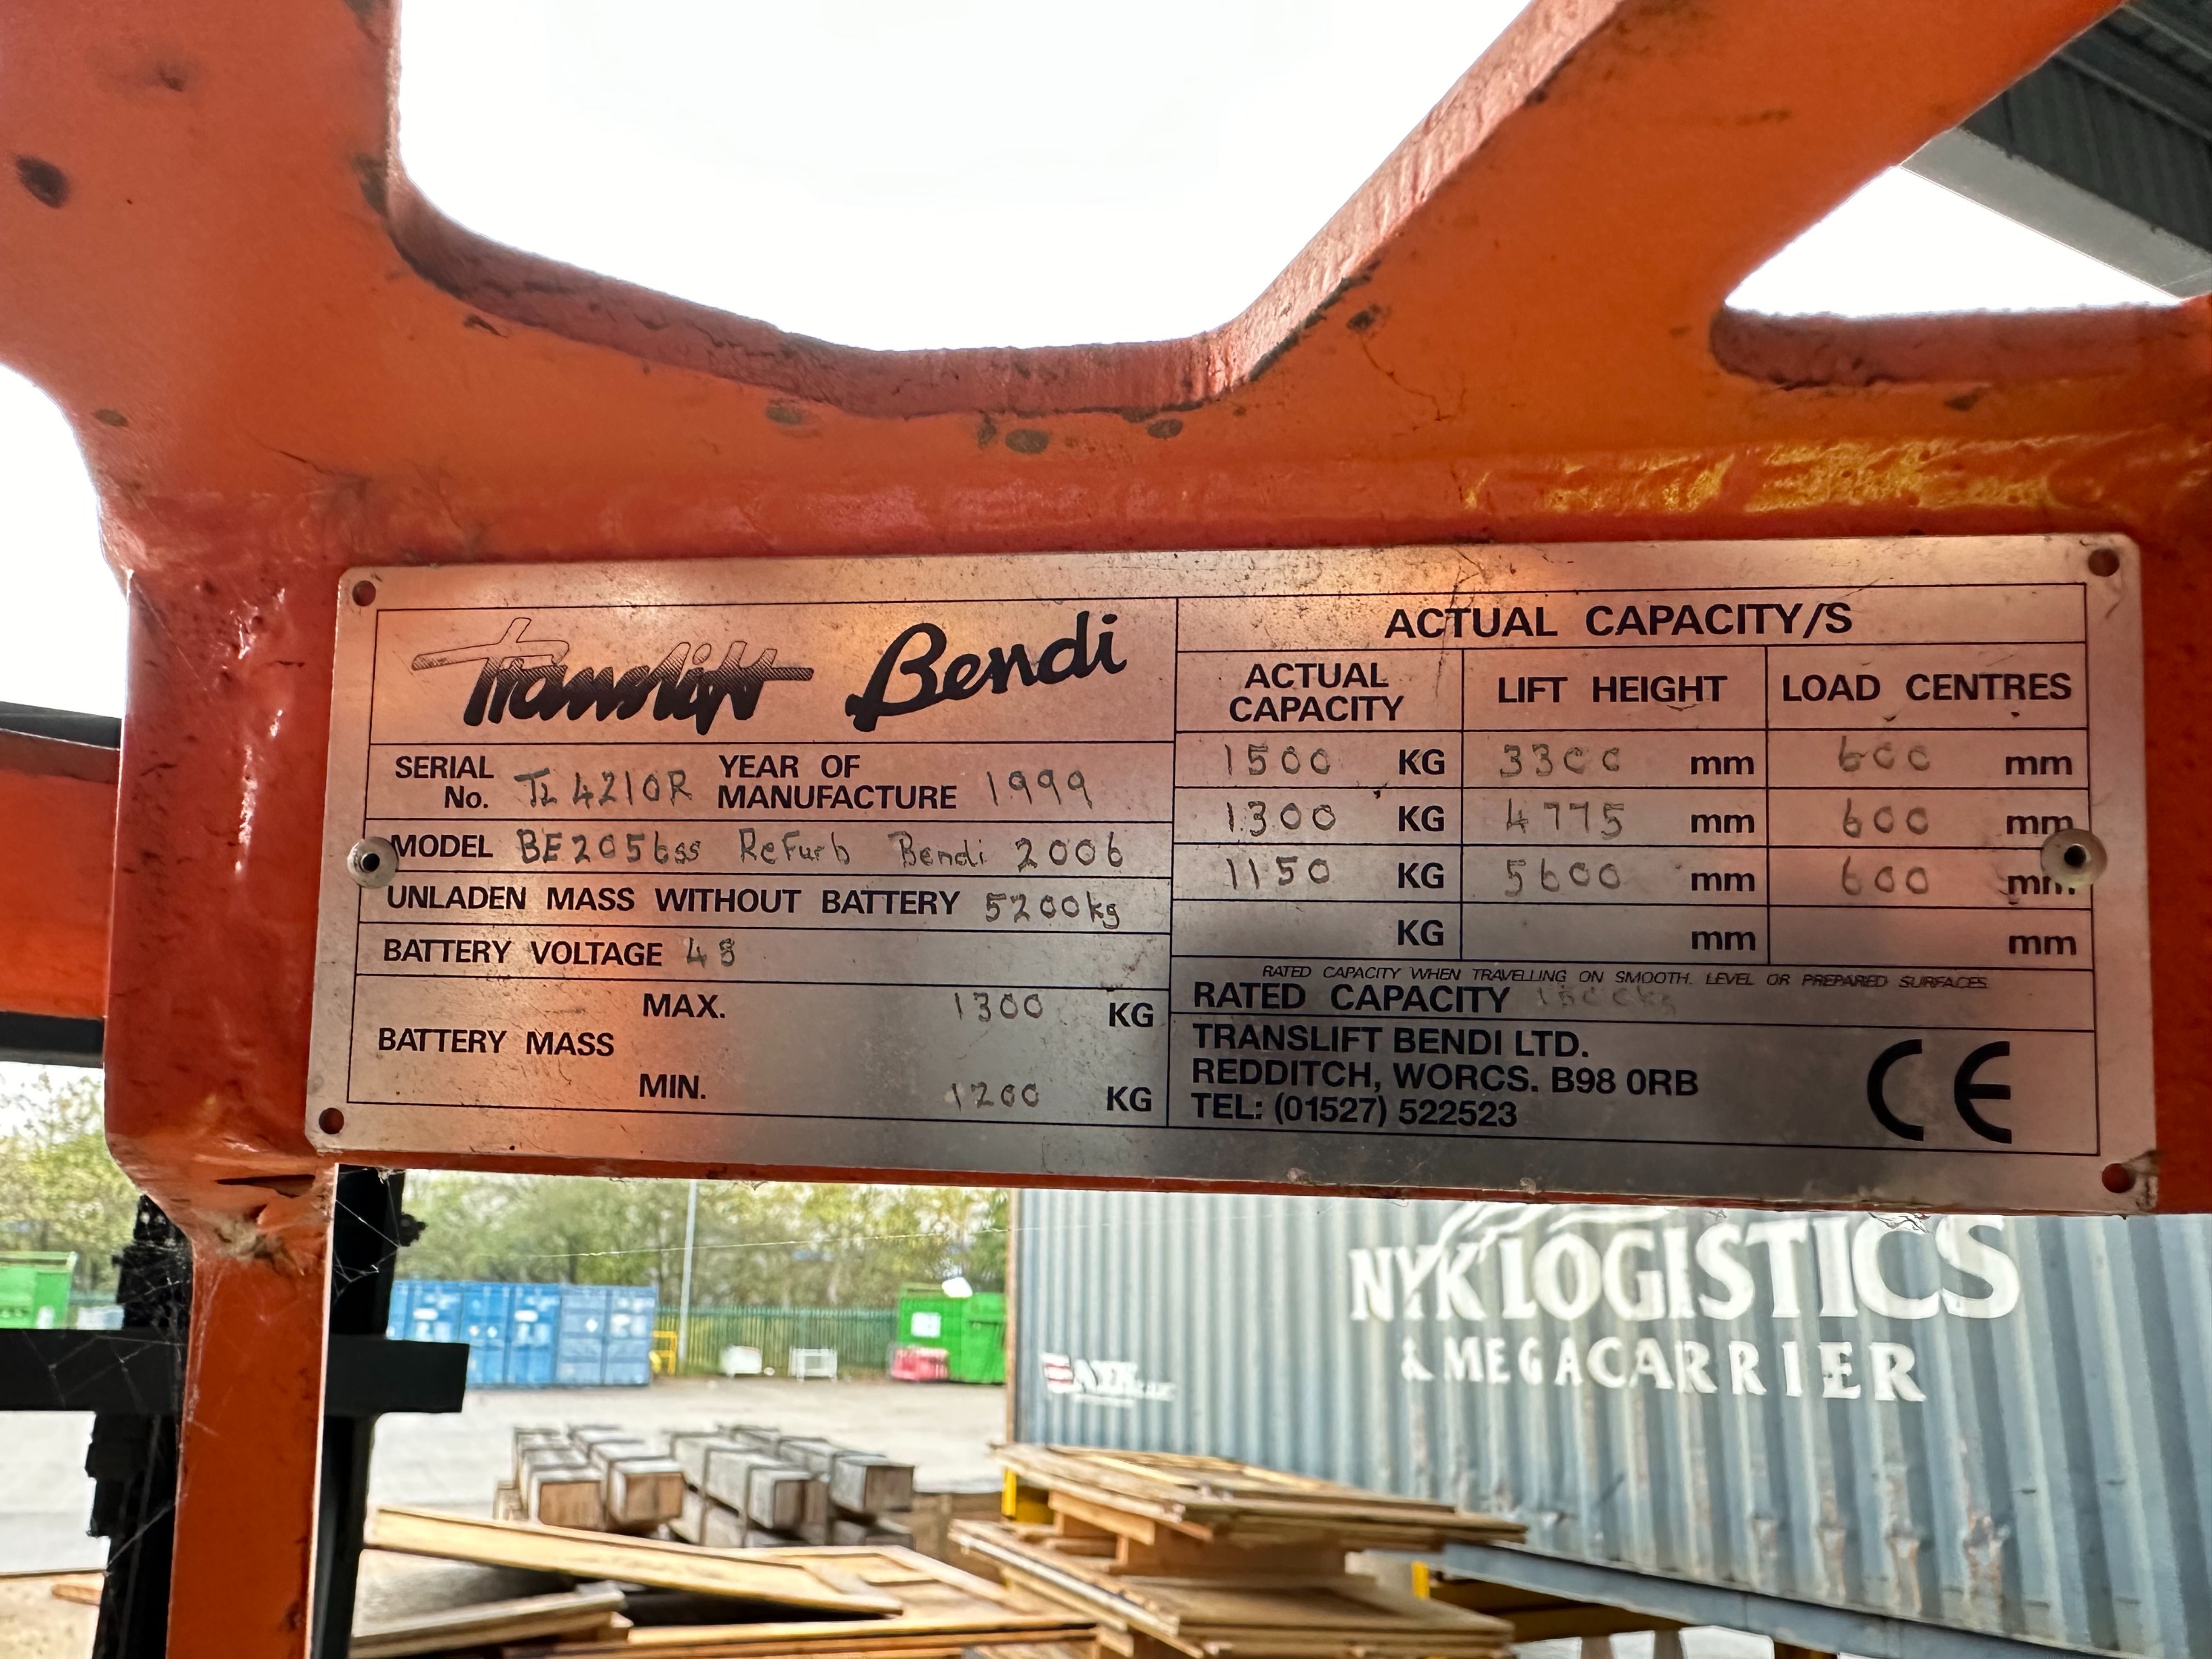 Translift Bendi
SERIAL No. TL4210R YEAR OF MANUFACTURE 1999
MODEL BE2056ss Refurb Bendi 2006
UNLADEN MASS WITHOUT BATTERY 5200kg
BATTERY VOLTAGE 48
BATTERY MASS
MAX. 1300 KG
MIN. 1200 KG
ACTUAL CAPACITY/S
ACTUAL CAPACITY LIFT HEIGHT LOAD CENTRES
1500 KG 3300 mm 600 mm
1300 KG 4775 mm 600 mm
1150 KG 5600 mm 600 mm
KG mm mm
RATED CAPACITY WHEN TRAVELLING ON SMOOTH, LEVEL OR PREPARED SURFACES
RATED CAPACITY 1500kg
TRANSLIFT BENDI LTD.
REDDITCH, WORCS. B98 0RB
TEL: (01527) 522523
CE
NYK LOGISTICS
& MEGACARRIER